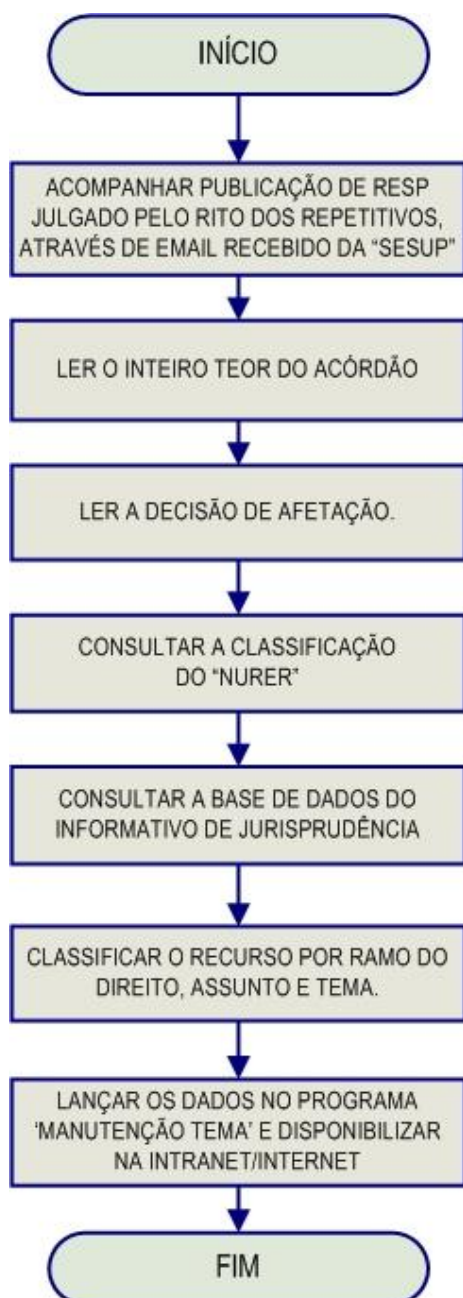 INÍCIO
ACOMPANHAR PUBLICAÇÃO DE RESP
JULGADO PELO RITO DOS REPETITIVOS,
ATRAVÉS DE EMAIL RECEBIDO DA “SESUP”
LER O INTEIRO TEOR DO ACÓRDÃO
LER A DECISÃO DE AFETAÇÃO.
CONSULTAR A CLASSIFICAÇÃO
DO “NURER”
CONSULTAR A BASE DE DADOS DO
INFORMATIVO DE JURISPRUDÊNCIA
CLASSIFICAR O RECURSO POR RAMO DO
DIREITO, ASSUNTO E TEMA.
LANÇAR OS DADOS NO PROGRAMA
‘MANUTENÇÃO TEMA’ E DISPONIBILIZAR
NA INTRANET/INTERNET
FIM